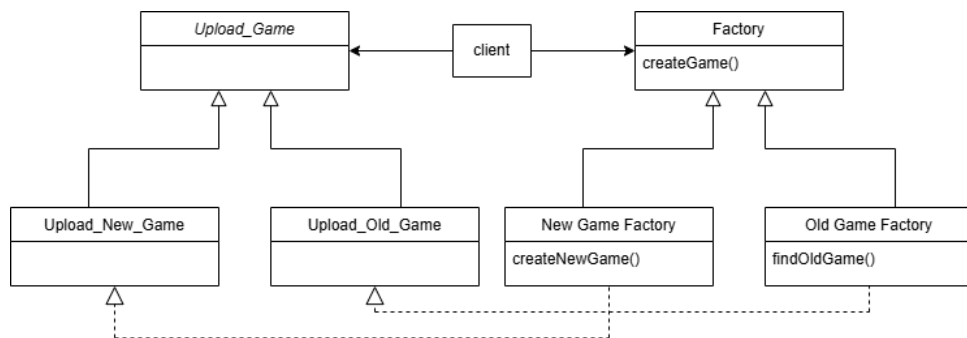 Upload_Game
client
Factory
createGame()
Upload_New_Game
Upload_Old_Game
New Game Factory
createNewGame()
Old Game Factory
findOldGame()